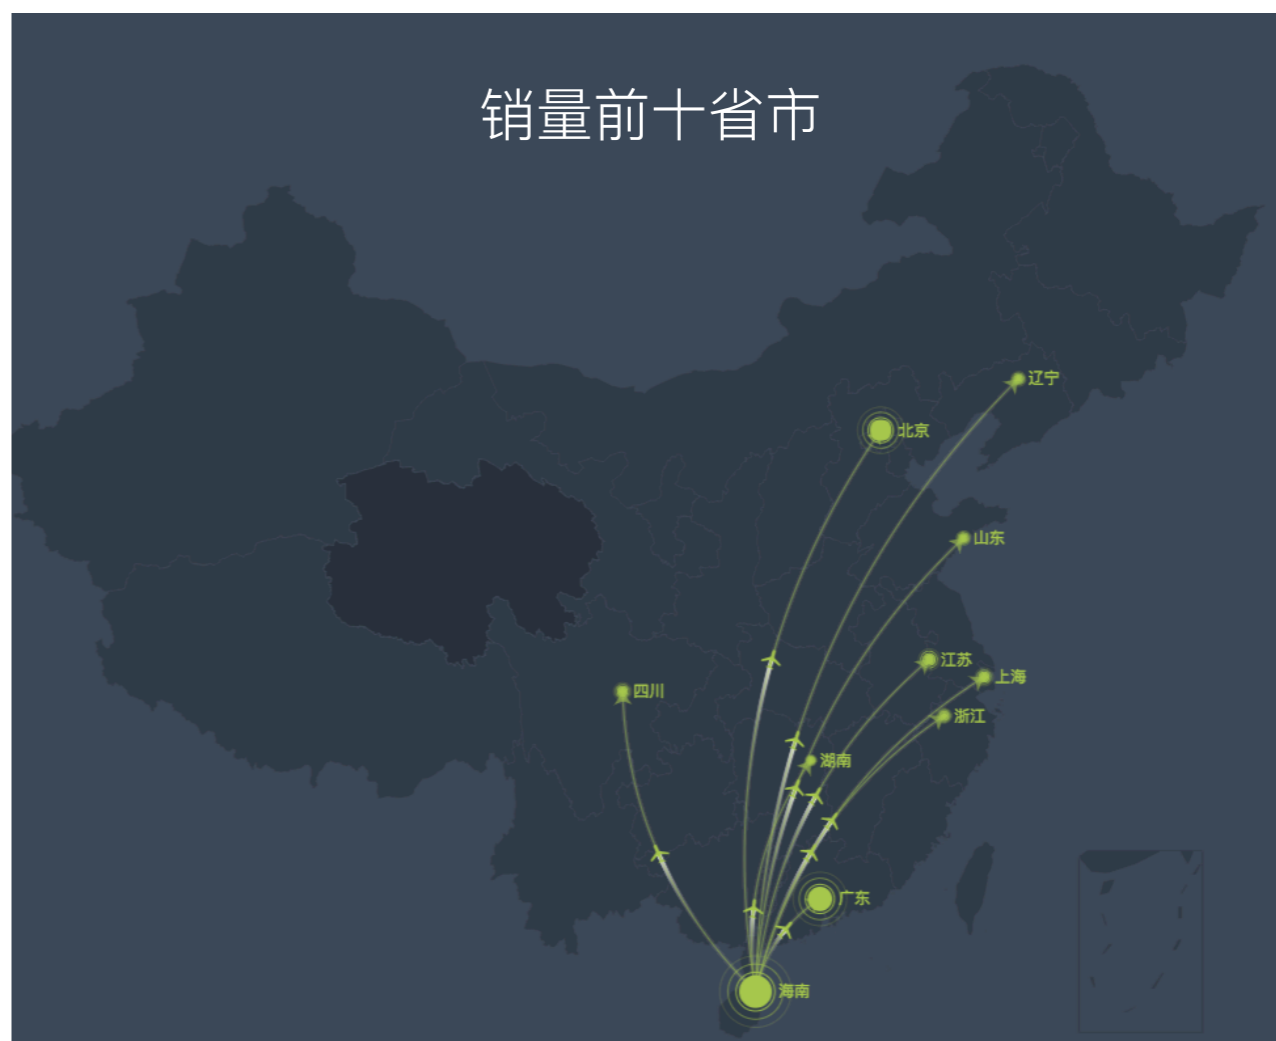 销量前十省市
辽宁
北京
山东
江苏
上海
四川
浙江
湖南
广东
海南